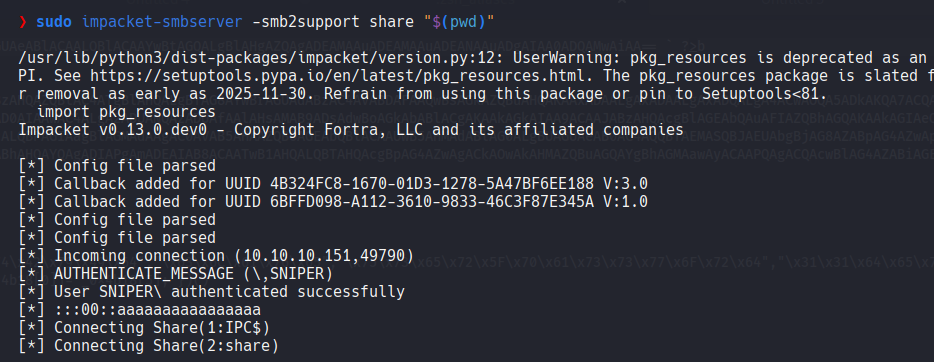 ❯ sudo impacket-smbserver -smb2support share "$(pwd)"
/usr/lib/python3/dist-packages/impacket/version.py:12: UserWarning: pkg_resources is deprecated as an
PI. See https://setuptools.pypa.io/en/latest/pkg_resources.html. The pkg_resources package is slated f
r removal as early as 2025-11-30. Refrain from using this package or pin to Setuptools<81.
import pkg_resources
Impacket v0.13.0.dev0 - Copyright Fortra, LLC and its affiliated companies
[*] Config file parsed
[*] Callback added for UUID 4B324FC8-1670-01D3-1278-5A47BF6EE188 V:3.0
[*] Callback added for UUID 6BFFD098-A112-3610-9833-46C3F87E345A V:1.0
[*] Config file parsed
[*] Config file parsed
[*] Incoming connection (10.10.10.151,49790)
[*] AUTHENTICATE_MESSAGE (\,SNIPER)
[*] User SNIPER\ authenticated successfully
[*] :::00::aaaaaaaaaaaaaaaa
[*] Connecting Share(1:IPC$)
[*] Connecting Share(2:share)